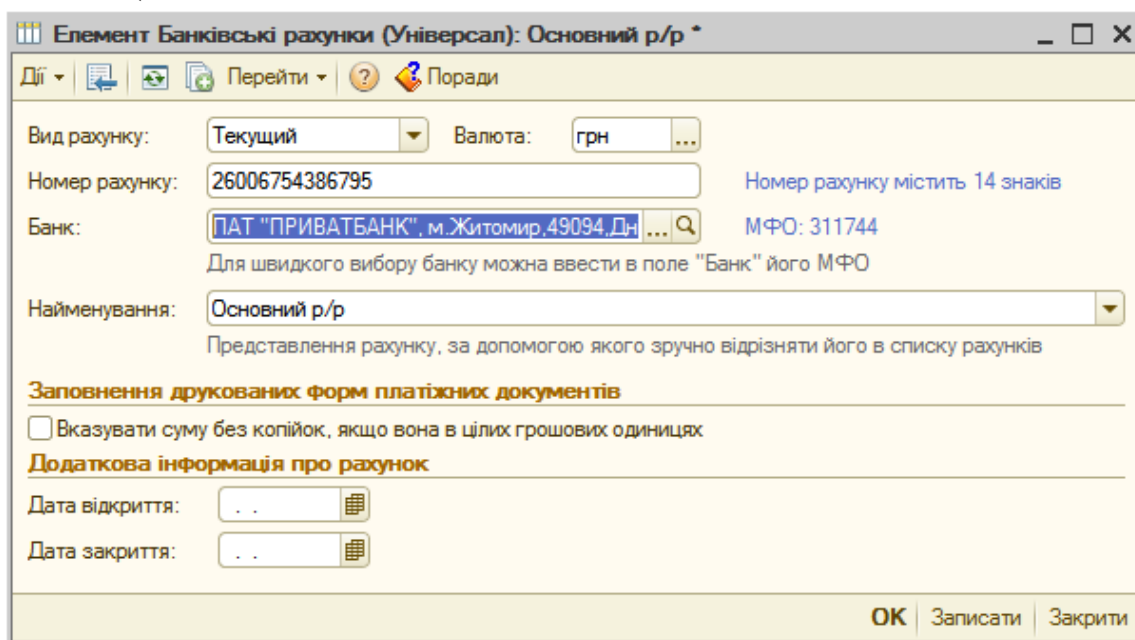 Елемент Банківські рахунки (Універсал): Основний р/р *
Дії Перейти Поради
Вид рахунку: Текущий Валюта: грн ...
Номер рахунку: 26006754386795 Номер рахунку містить 14 знаків
Банк: ПАТ "ПРИВАТБАНК", м.Житомир,49094,Дн ... МФО: 311744
Для швидкого вибору банку можна ввести в поле "Банк" його МФО
Найменування: Основний р/р
Представлення рахунку, за допомогою якого зручно відрізняти його в списку рахунків
Заповнення друкованих форм платіжних документів
Вказувати суму без копійок, якщо вона в цілих грошових одиницях
Додаткова інформація про рахунок
Дата відкриття: . .
Дата закриття: . .
ОК Записати Закрити